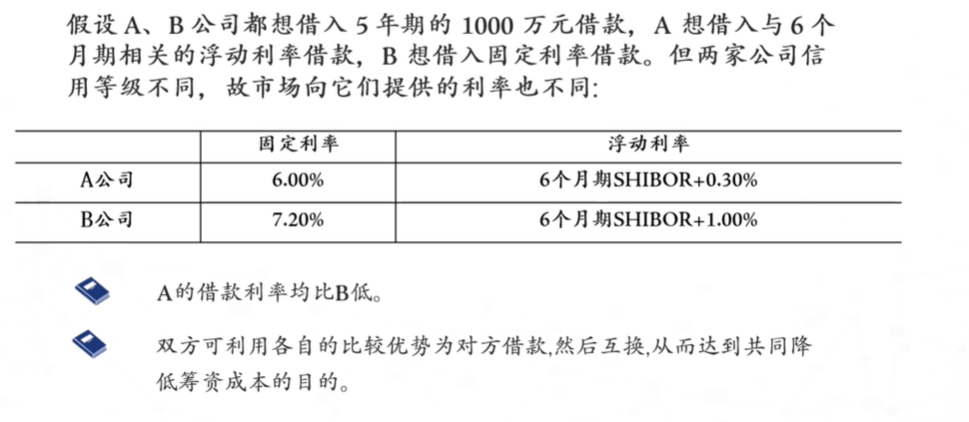 假设 A、B 公司都想借入 5 年期的 1000 万元借款，A 想借入与 6 个
月期相关的浮动利率借款，B 想借入固定利率借款。但两家公司信
用等级不同，故市场向它们提供的利率也不同：
固定利率 浮动利率
A公司 6.00% 6个月期SHIBOR+0.30%
B公司 7.20% 6个月期SHIBOR+1.00%
A的借款利率均比B低。
双方可利用各自的比较优势为对方借款,然后互换,从而达到共同降
低筹资成本的目的。